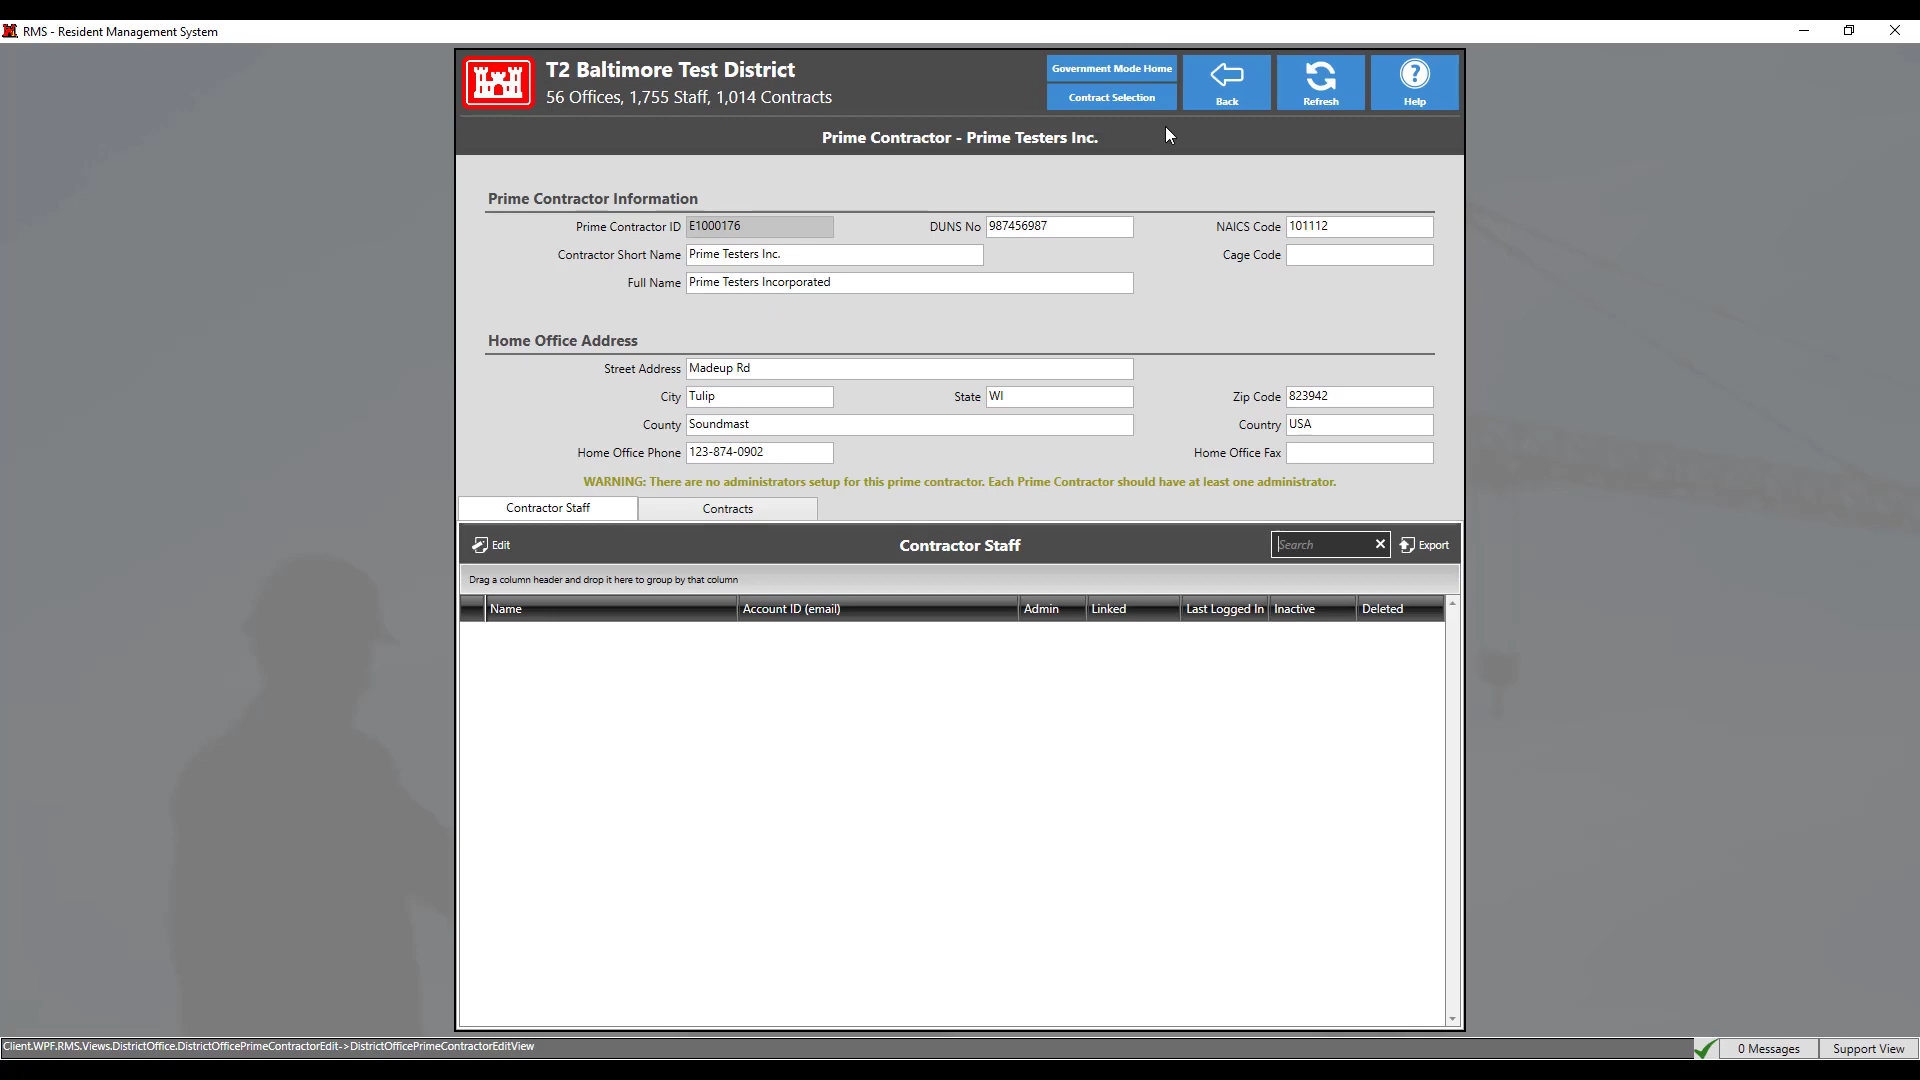 RMS - Resident Management System
T2 Baltimore Test District
56 Offices, 1,755 Staff, 1,014 Contracts
Government Mode Home
Contract Selection
Back
Refresh
Help
Prime Contractor - Prime Testers Inc.
Prime Contractor Information
Prime Contractor ID E1000176 DUNS No 987456987 NAICS Code 101112
Contractor Short Name Prime Testers Inc. Cage Code
Full Name Prime Testers Incorporated
Home Office Address
Street Address Madeup Rd
City Tulip State WI Zip Code 823942
County Soundmast Country USA
Home Office Phone 123-874-0902 Home Office Fax
WARNING: There are no administrators setup for this prime contractor. Each Prime Contractor should have at least one administrator.
Contractor Staff Contracts
Edit Contractor Staff Search Export
Drag a column header and drop it here to group by that column
Name Account ID (email) Admin Linked Last Logged In Inactive Deleted
Client.WPF.RMS.Views.DistrictOffice.DistrictOfficePrimeContractorEdit->DistrictOfficePrimeContractorEditView
0 Messages Support View